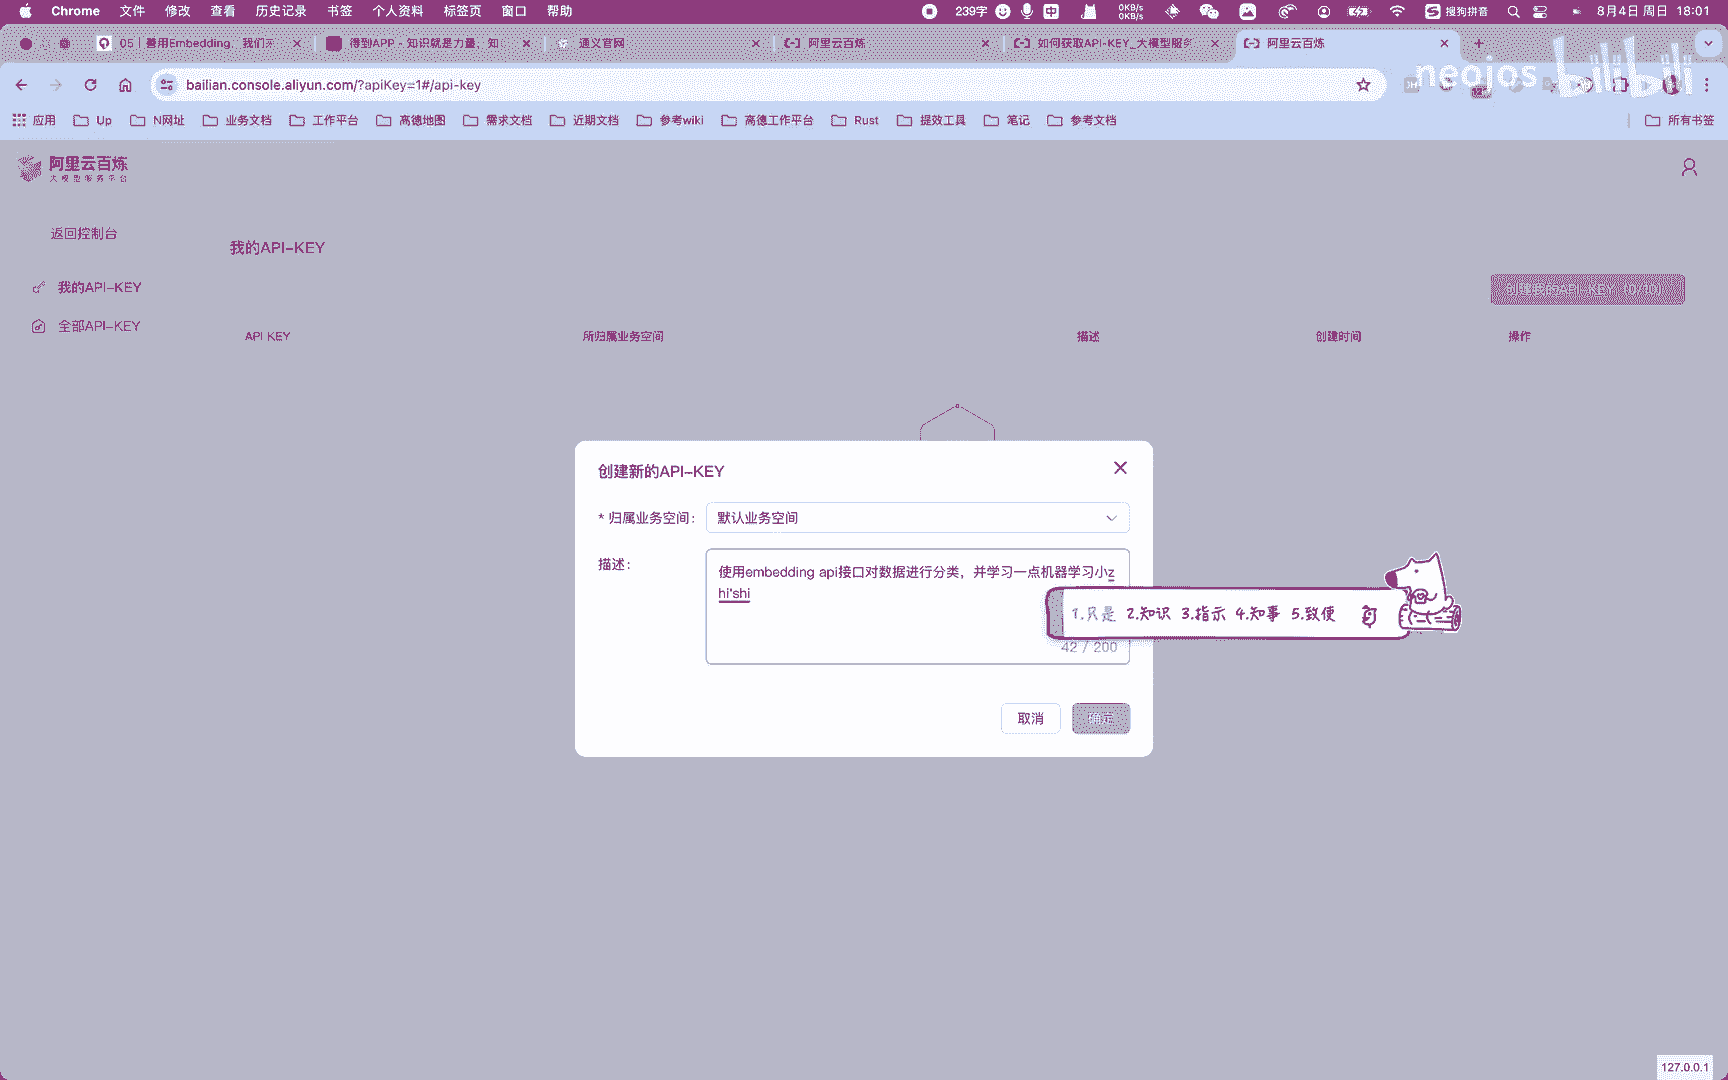 Chrome 文件 修改 查看 历史记录 书签 个人资料 标签页 窗口 帮助 239字 中 0KB/s 0KB/s S 搜狗拼音 8月4日 周日 18:01
05 | 善用Embedding，我们来 得到APP - 知识就是力量，知 通义官网 阿里云百炼 如何获取API-KEY_大模型服务 阿里云百炼
bailian.console.aliyun.com/?apiKey=1#/api-key
neojos bilibili
应用 Up N网址 业务文档 工作平台 高德地图 需求文档 近期文档 参考wiki 高德工作平台 Rust 提效工具 笔记 参考文档 所有书签
阿里云百炼
大模型服务平台
返回控制台
我的API-KEY
我的API-KEY
创建我的API-KEY (0/10)
全部API-KEY
API KEY 所归属业务空间 描述 创建时间 操作
创建新的API-KEY
* 归属业务空间： 默认业务空间
描述：
使用embedding api接口对数据进行分类，并学习一点机器学习小z
hi'shi
1.只是 2.知识 3.指示 4.知事 5.致使
42 / 200
取消 确定
127.0.0.1